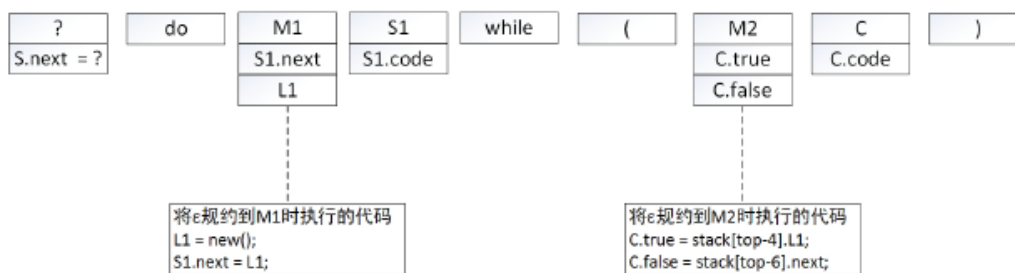 ? do M1 S1 while ( M2 C )
S.next = ? S1.next S1.code C.true C.code
L1 C.false
将ε规约到M1时执行的代码
L1 = new();
S1.next = L1;
将ε规约到M2时执行的代码
C.true = stack[top-4].L1;
C.false = stack[top-6].next;